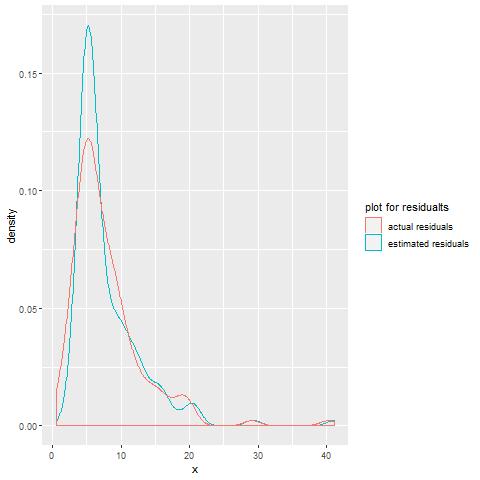 0.15
0.10
0.05
0.00
density
0
10
20
30
40
x
plot for residualts
actual residuals
estimated residuals